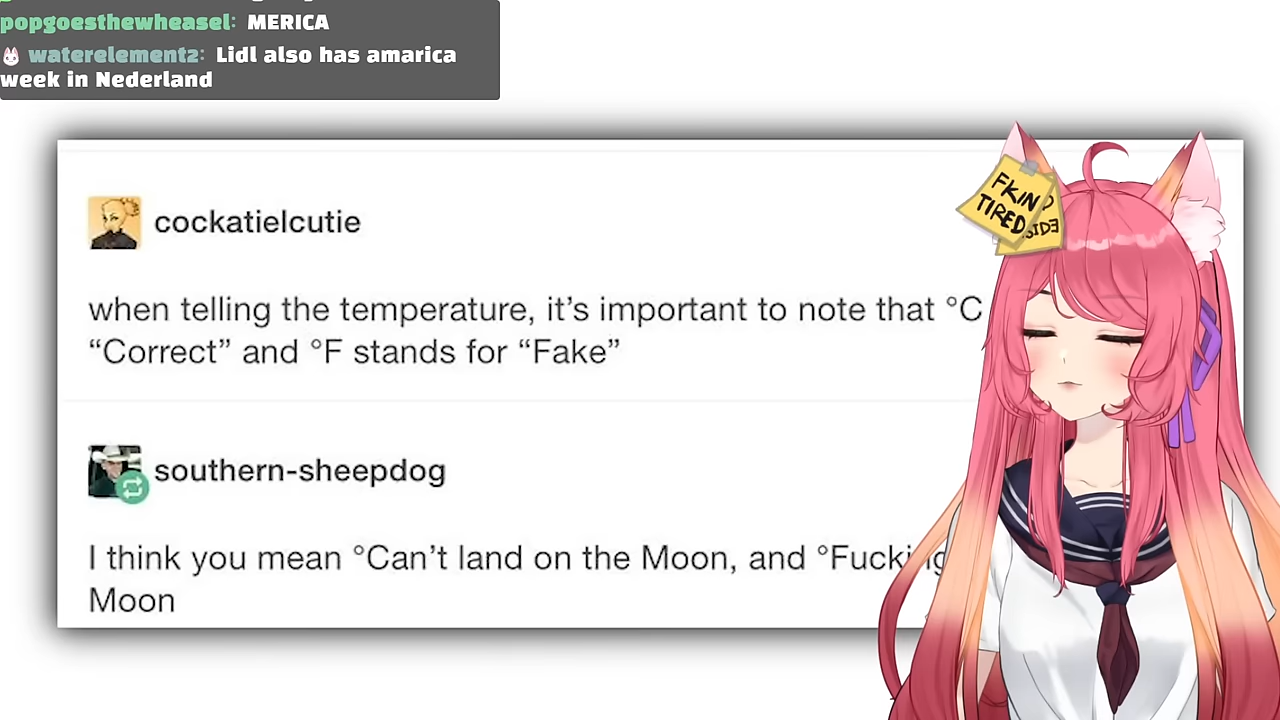 popgoesthewheasel: MERICA
waterelement2: Lidl also has amarica
week in Nederland
cockatielcutie
when telling the temperature, it's important to note that °C
“Correct” and °F stands for “Fake”
southern-sheepdog
I think you mean °Can't land on the Moon, and °Fucking
Moon
FKIN
TIRED